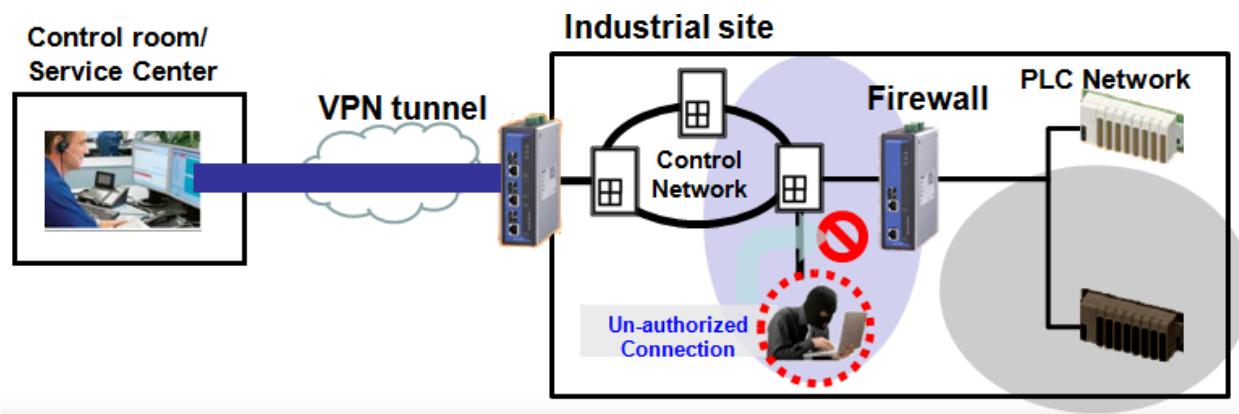 Industrial site
Control room/
Service Center
VPN tunnel
Firewall
PLC Network
Control
Network
Un-authorized
Connection